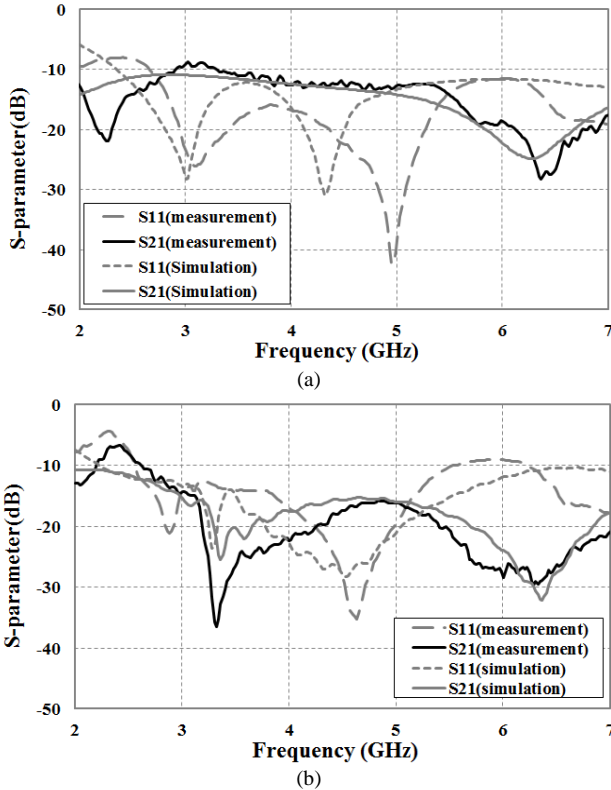 0
-10
-20
-30
-40
-50
S-parameter(dB)
S11(measurement)
S21(measurement)
S11(Simulation)
S21(Simulation)
2 3 4 5 6 7
Frequency (GHz)
(a)
0
-10
-20
-30
-40
-50
S-parameter(dB)
S11(measurement)
S21(measurement)
S11(simulation)
S21(simulation)
2 3 4 5 6 7
Frequency (GHz)
(b)